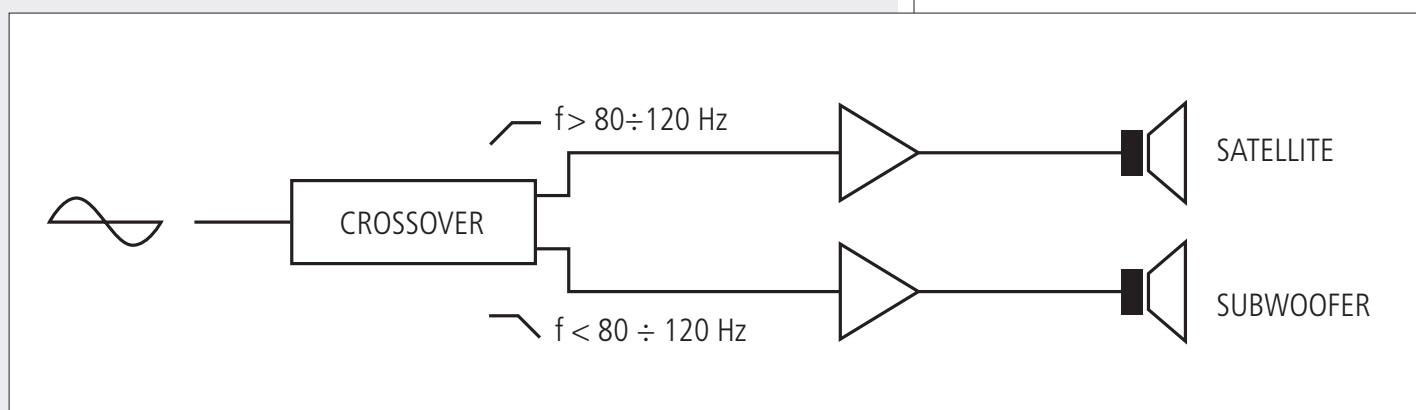 f> 80÷120 Hz
SATELLITE
CROSSOVER
f < 80 ÷ 120 Hz
SUBWOOFER